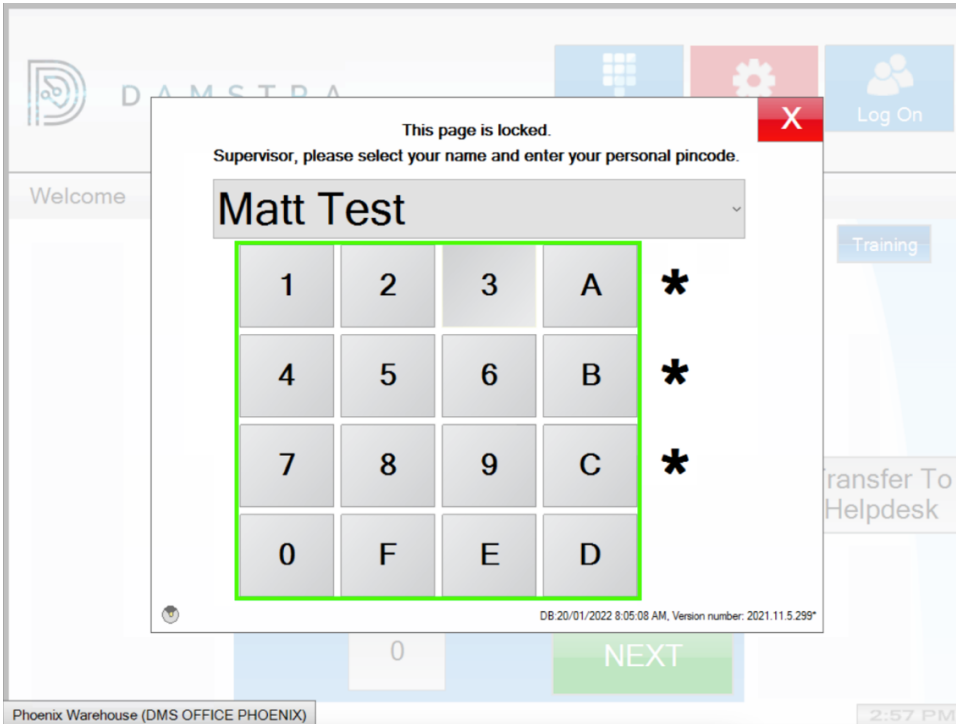 DAMSTRA
Log On
This page is locked.
X
Supervisor, please select your name and enter your personal pincode.
Welcome
Matt Test
Training
1 2 3 A *
4 5 6 B *
7 8 9 C *
Transfer To
Helpdesk
0 F E D
DB:20/01/2022 8:05:08 AM, Version number: 2021.11.5.299*
0
NEXT
Phoenix Warehouse (DMS OFFICE PHOENIX)
2:57 PM